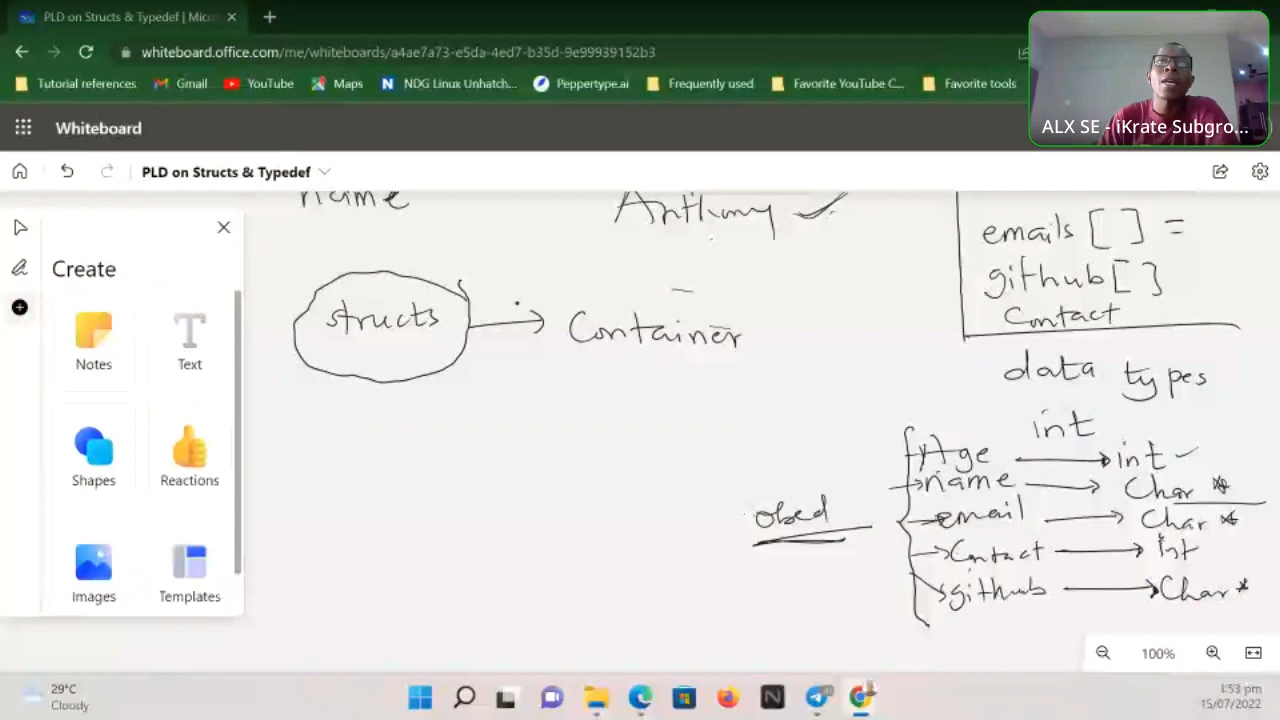 PLD on Structs & Typedef | Micr
whiteboard.office.com/me/whiteboards/a4ae7a73-e5da-4ed7-b35d-9e99939152b3
Tutorial references
Gmail
YouTube
Maps
NDG Linux Unhatch...
Peppertype.ai
Frequently used
Favorite YouTube C...
Favorite tools
ALX SE - iKrate Subgro...
Whiteboard
PLD on Structs & Typedef
name
Anthony
emails [ ] =
github [ ]
Contact
Create
structs
Container
data types
Notes
Text
int
Age int
name Char *
Shapes
Reactions
obed
email Char *
Contact int
github Char *
Images
Templates
100%
29°C
Cloudy
1:53 pm
15/07/2022